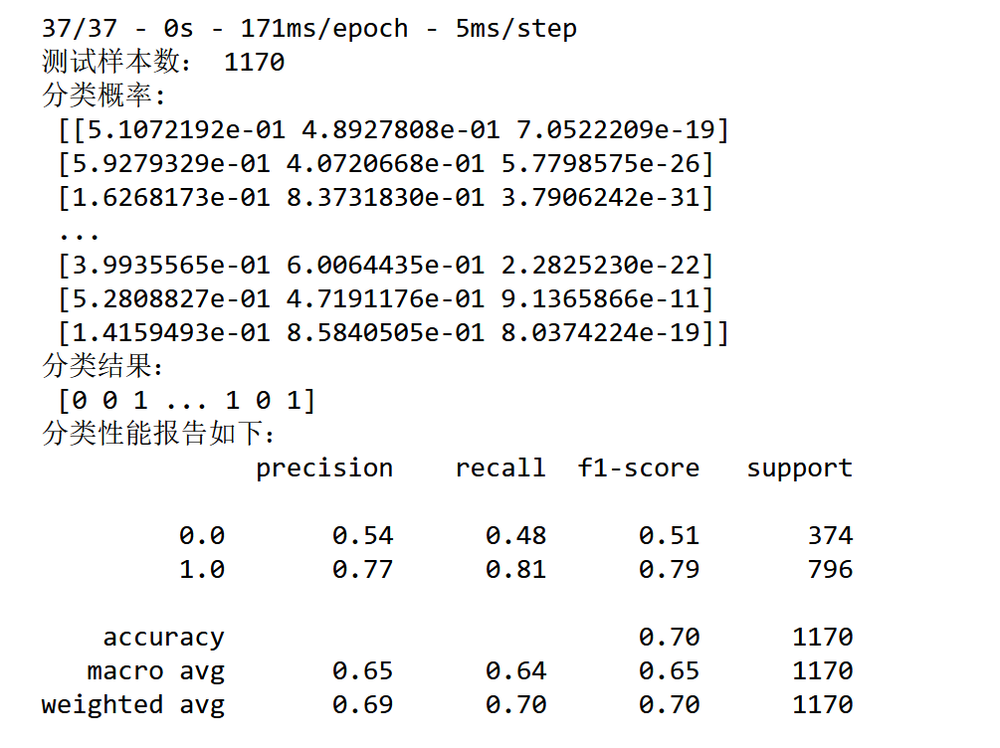 37/37 - 0s - 171ms/epoch - 5ms/step
测试样本数： 1170
分类概率:
[[5.1072192e-01 4.8927808e-01 7.0522209e-19]
[5.9279329e-01 4.0720668e-01 5.7798575e-26]
[1.6268173e-01 8.3731830e-01 3.7906242e-31]
...
[3.9935565e-01 6.0064435e-01 2.2825230e-22]
[5.2808827e-01 4.7191176e-01 9.1365866e-11]
[1.4159493e-01 8.5840505e-01 8.0374224e-19]]
分类结果：
[0 0 1 ... 1 0 1]
分类性能报告如下：
precision recall f1-score support
0.0 0.54 0.48 0.51 374
1.0 0.77 0.81 0.79 796
accuracy 0.70 1170
macro avg 0.65 0.64 0.65 1170
weighted avg 0.69 0.70 0.70 1170